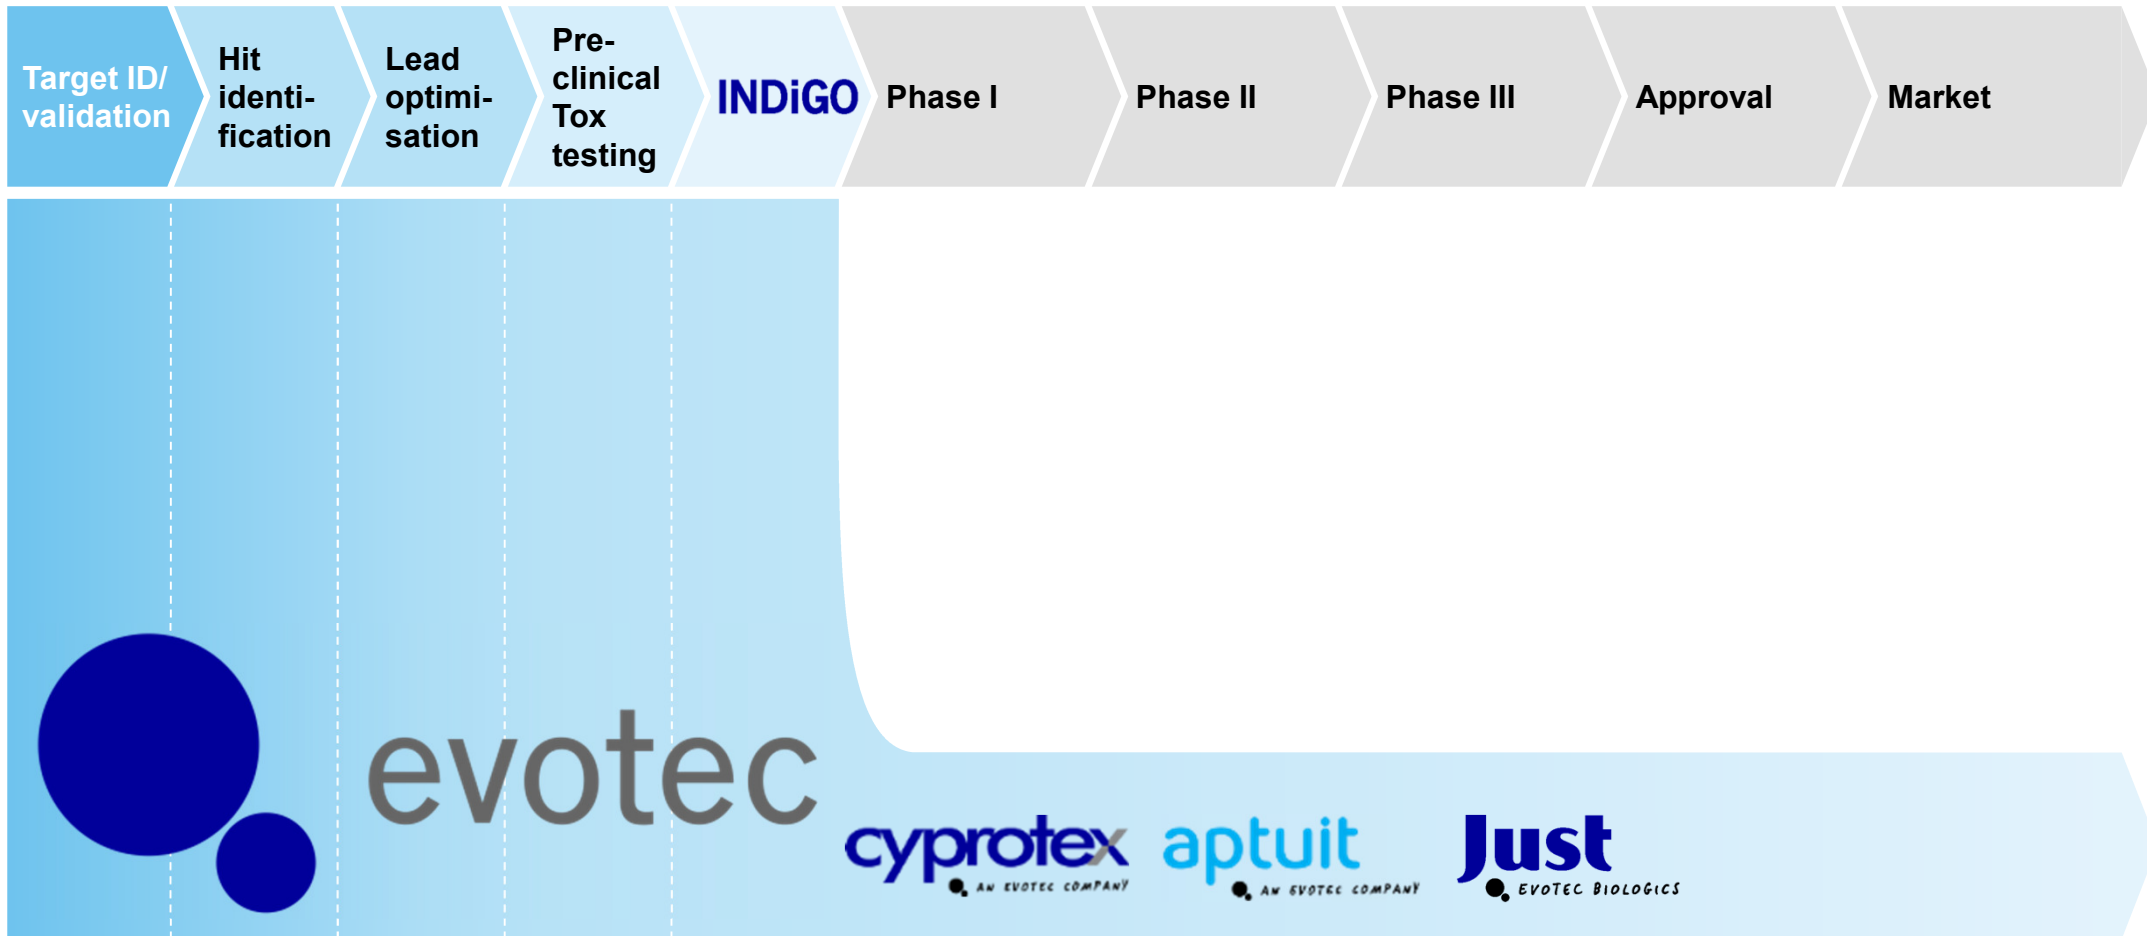 Target ID/
validation
Hit
identi-
fication
Lead
optimi-
sation
Pre-
clinical
Tox
testing
INDiGO
Phase I
Phase II
Phase III
Approval
Market
evotec
cyprotex
AN EVOTEC COMPANY
aptuit
AN EVOTEC COMPANY
Just
EVOTEC BIOLOGICS